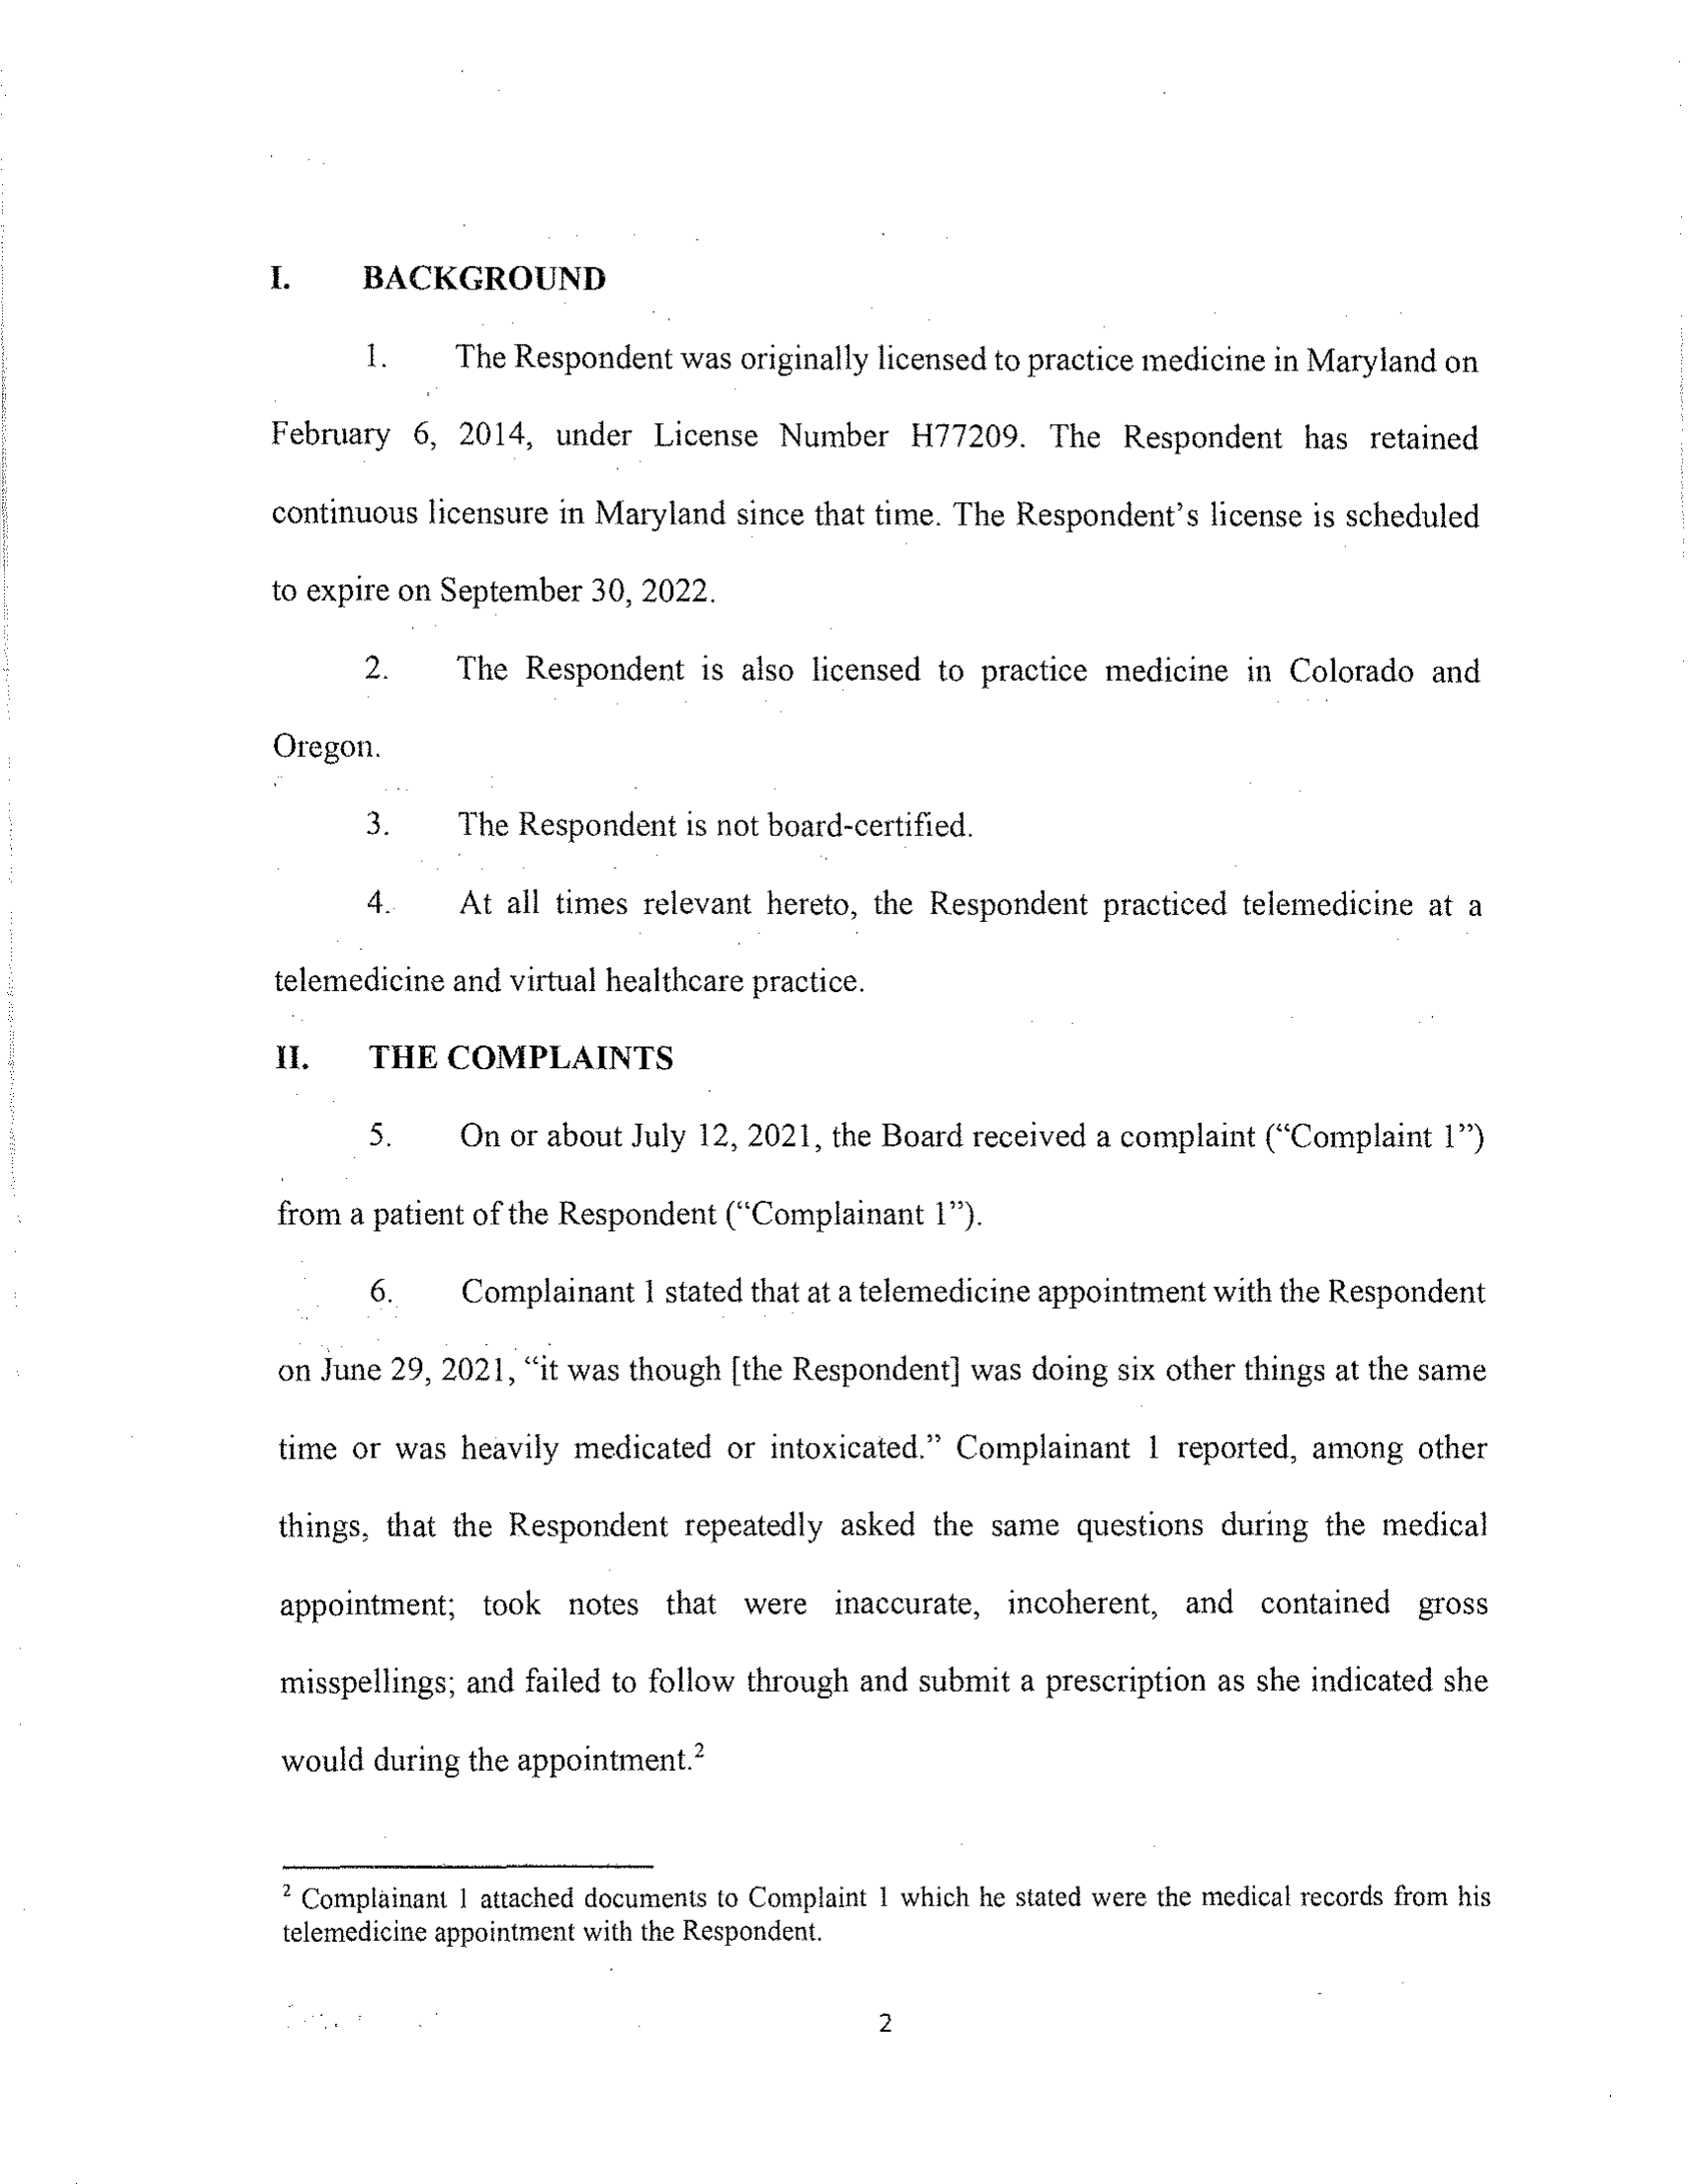 I. BACKGROUND
1. The Respondent was originally licensed to practice medicine in Maryland on
February 6, 2014, under License Number H77209. The Respondent has retained
continuous licensure in Maryland since that time. The Respondent's license is scheduled
to expire on September 30, 2022.
2. The Respondent is also licensed to practice medicine in Colorado and
Oregon.
3. The Respondent is not board-certified.
4. At all times relevant hereto, the Respondent practiced telemedicine at a
telemedicine and virtual healthcare practice.
II. THE COMPLAINTS
5. On or about July 12, 2021, the Board received a complaint (“Complaint 1”)
from a patient of the Respondent (“Complainant 1”).
6. Complainant 1 stated that at a telemedicine appointment with the Respondent
on June 29, 2021, “it was though [the Respondent] was doing six other things at the same
time or was heavily medicated or intoxicated.” Complainant 1 reported, among other
things, that the Respondent repeatedly asked the same questions during the medical
appointment; took notes that were inaccurate, incoherent, and contained gross
misspellings; and failed to follow through and submit a prescription as she indicated she
would during the appointment.2
2 Complainant 1 attached documents to Complaint 1 which he stated were the medical records from his
telemedicine appointment with the Respondent.
2